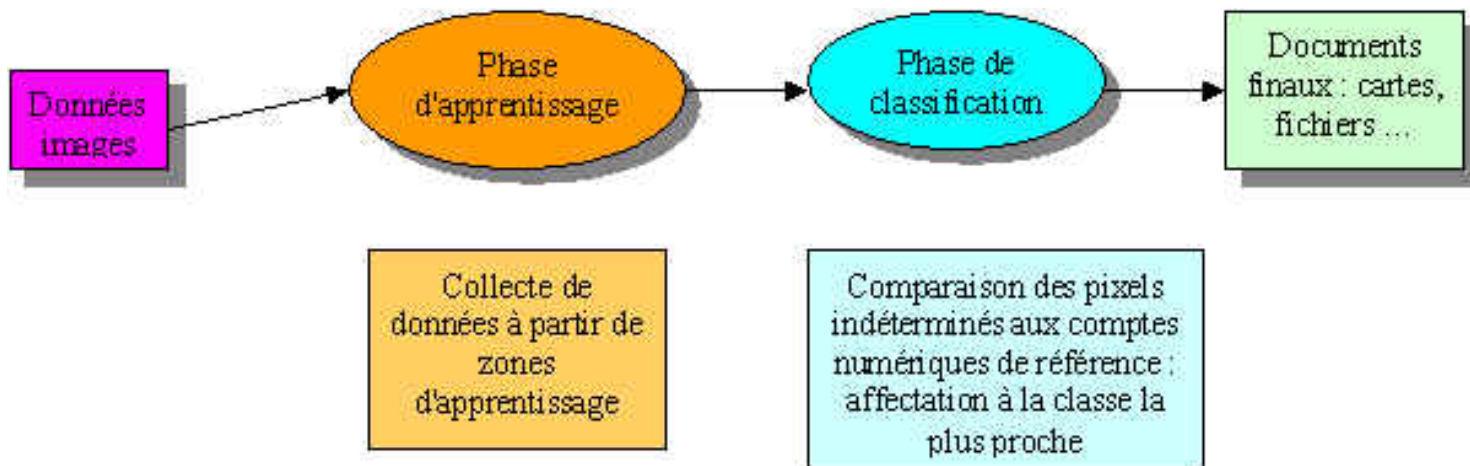 Données
images
Phase
d'apprentissage
Phase de
classification
Documents
finaux : cartes,
fichiers ...
Collecte de
données à partir de
zones
d'apprentissage
Comparaison des pixels
indéterminés aux comptes
numériques de référence :
affectation à la classe la
plus proche